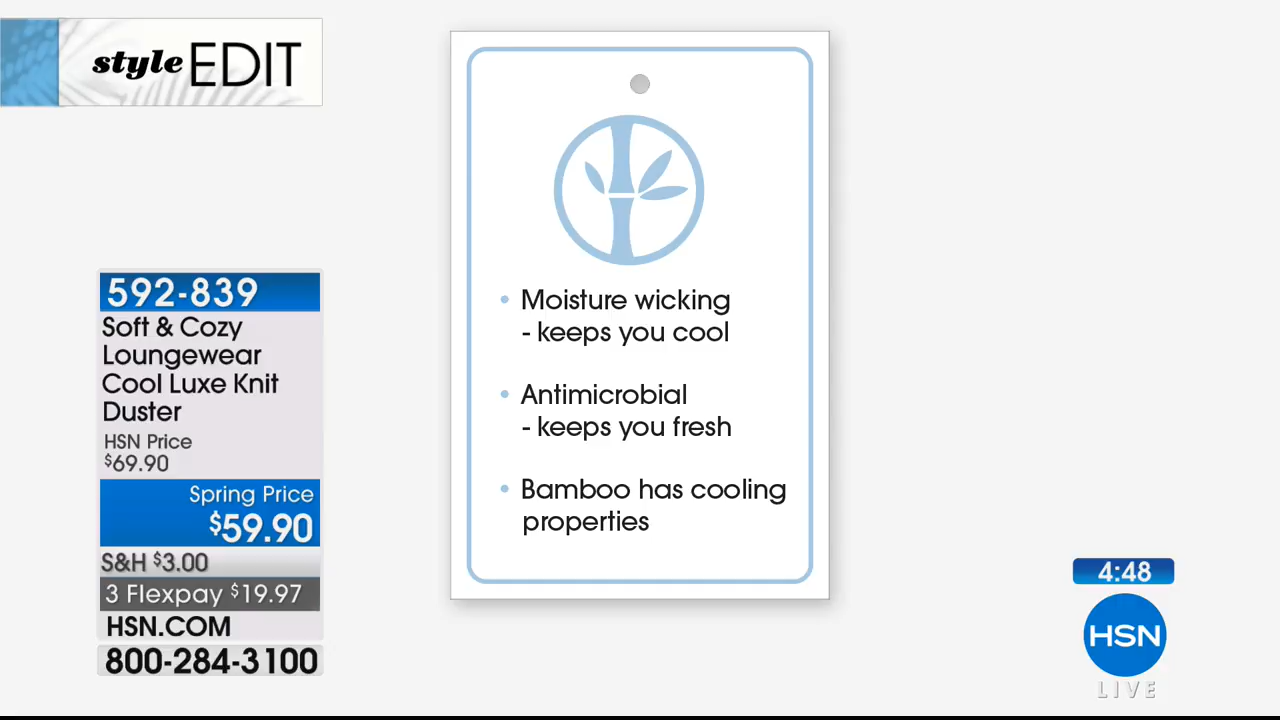 style EDIT
592-839
Soft & Cozy
Loungewear
Cool Luxe Knit
Duster
HSN Price
$69.90
Spring Price
$59.90
S&H $3.00
3 Flexpay $19.97
HSN.COM
800-284-3100
• Moisture wicking
- keeps you cool
• Antimicrobial
- keeps you fresh
• Bamboo has cooling
properties
4:48
HSN
LIVE